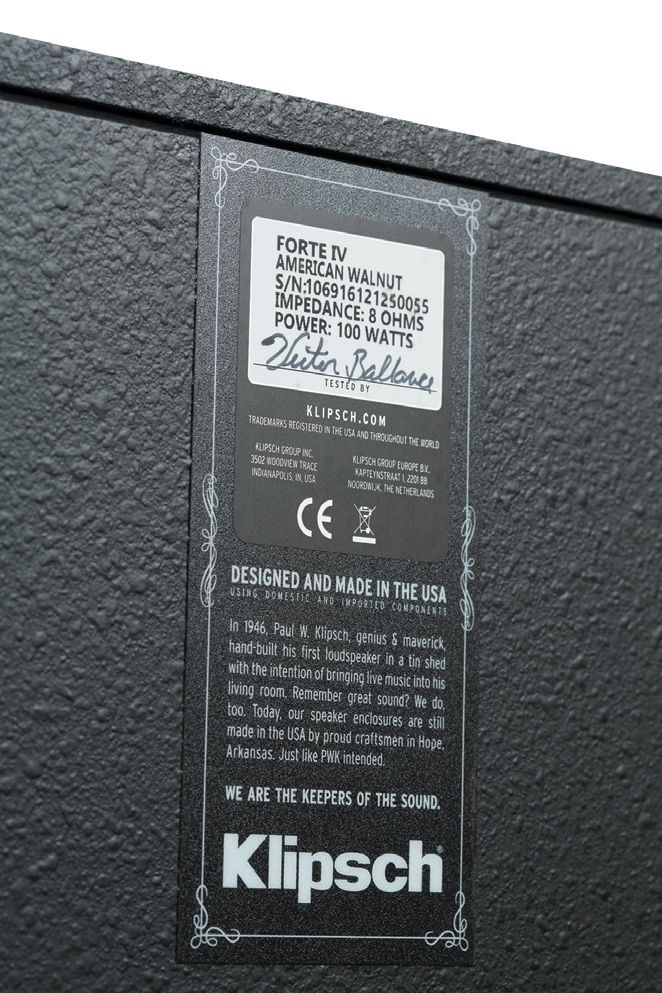 FORTE IV
AMERICAN WALNUT
S/N:106916121250055
IMPEDANCE: 8 OHMS
POWER: 100 WATTS
Victor Ballance
TESTED BY
KLIPSCH.COM
TRADEMARKS REGISTERED IN THE USA AND THROUGHOUT THE WORLD
KLIPSCH GROUP INC.
3502 WOODVIEW TRACE
INDIANAPOLIS, IN, USA
KLIPSCH GROUP EUROPE B.V.
KAPTEYNSTRAAT 1, 2201 BB
NOORDWIJK, THE NETHERLANDS
CE
DESIGNED AND MADE IN THE USA
USING DOMESTIC AND IMPORTED COMPONENTS
In 1946, Paul W. Klipsch, genius & maverick,
hand-built his first loudspeaker in a tin shed
with the intention of bringing live music into his
living room. Remember great sound? We do,
too. Today, our speaker enclosures are still
made in the USA by proud craftsmen in Hope,
Arkansas. Just like PWK intended.
WE ARE THE KEEPERS OF THE SOUND.
Klipsch®